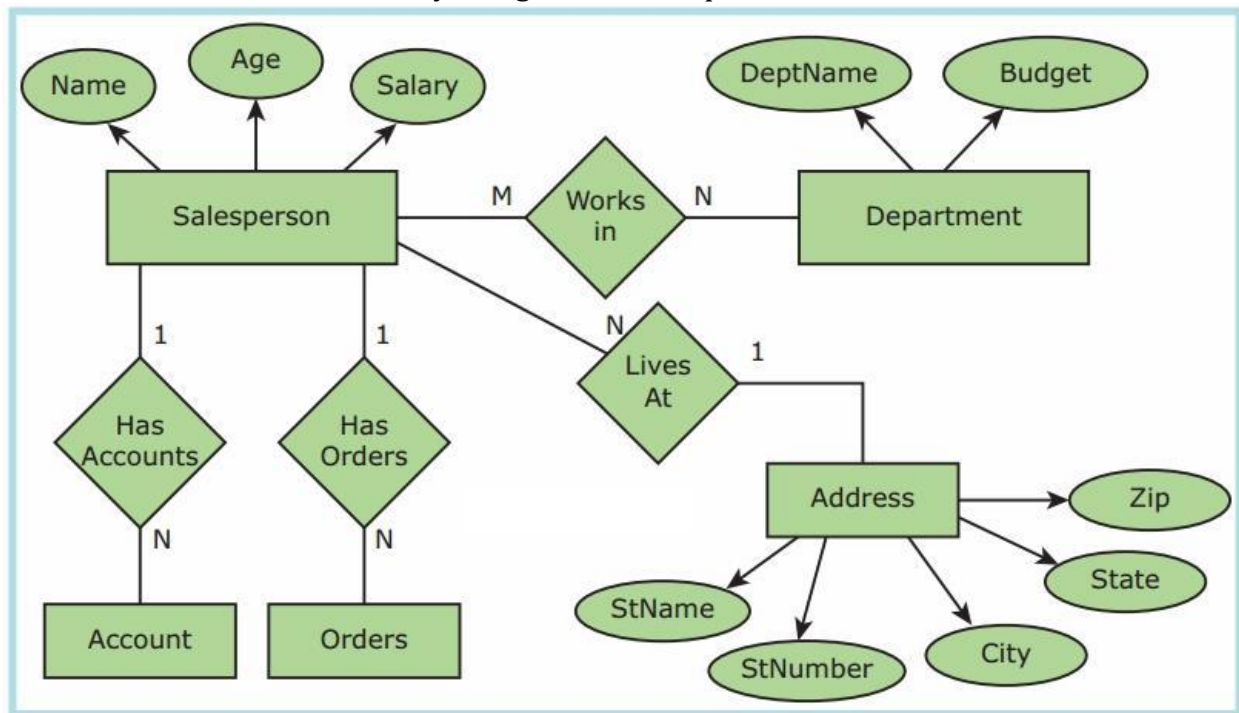 Name
Age
Salary
DeptName
Budget
Salesperson
M
Works
in
N
Department
1
1
N
Lives
At
1
Has
Accounts
Has
Orders
N
N
Address
Zip
State
StName
StNumber
City
Account
Orders